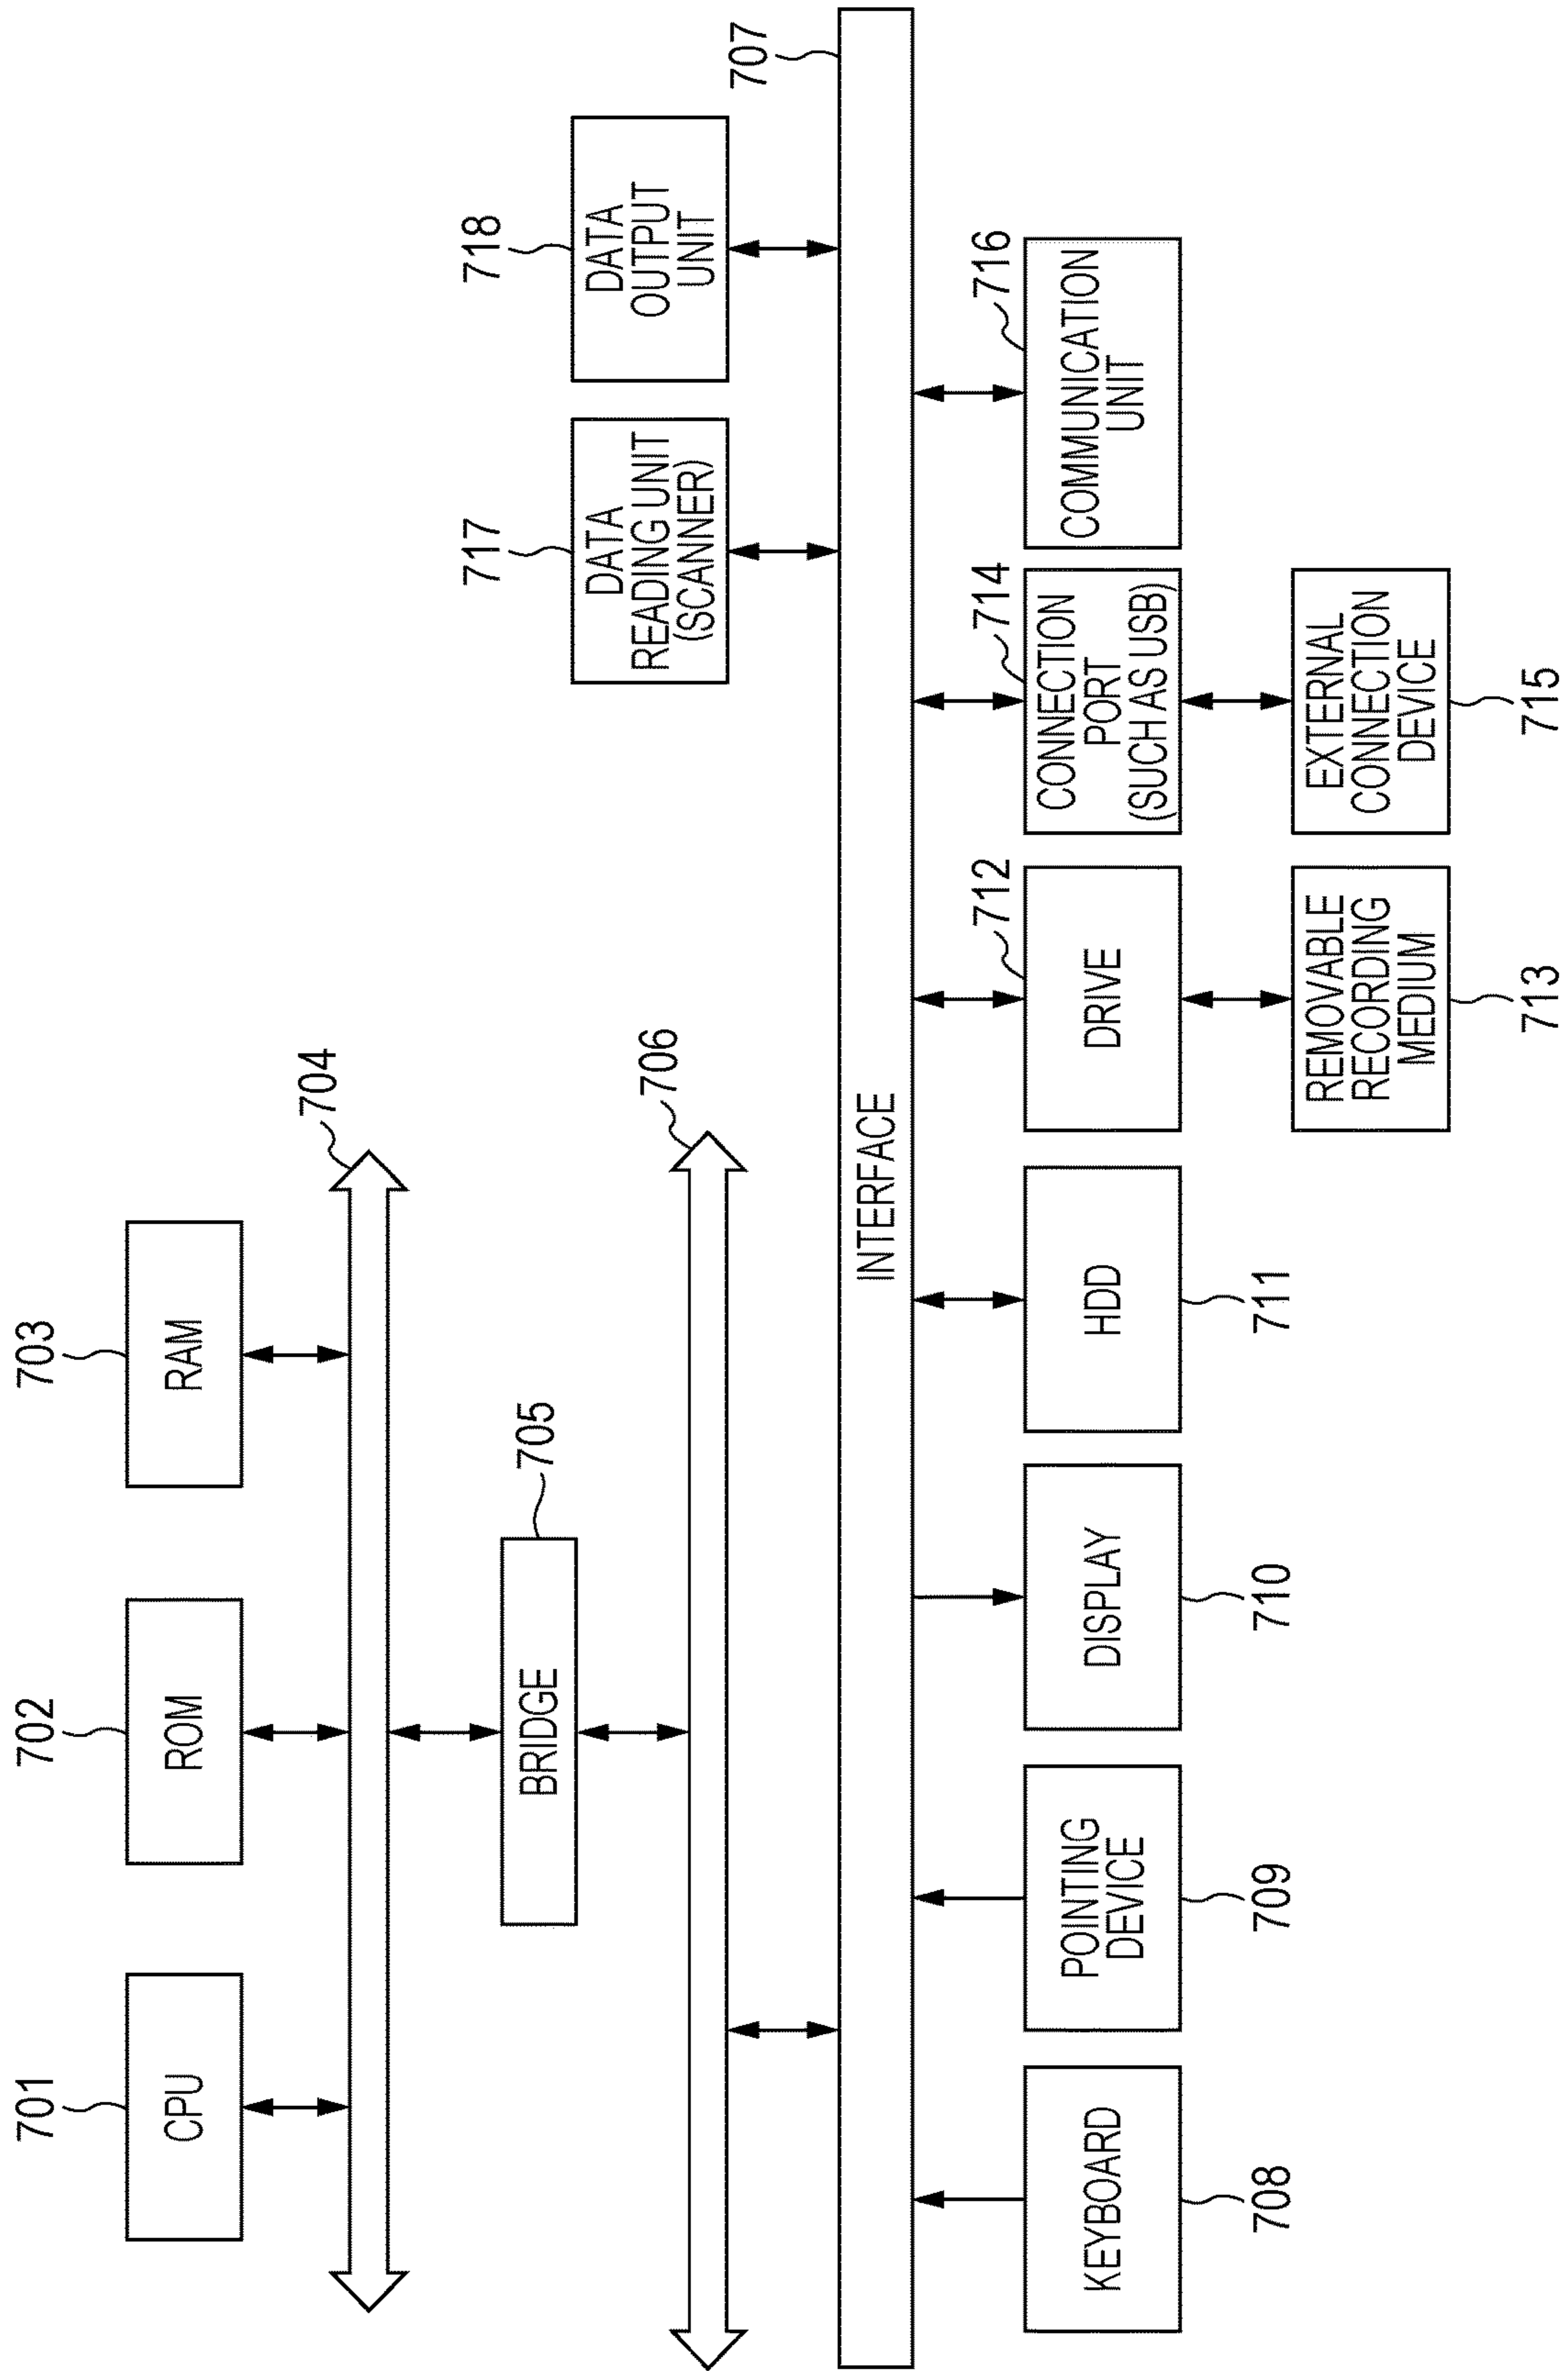 701
702
703
CPU
ROM
RAM
704
705
BRIDGE
706
717
718
DATA
READING UNIT
(SCANNER)
DATA
OUTPUT
UNIT
707
INTERFACE
712
714
716
KEYBOARD
POINTING
DEVICE
DISPLAY
HDD
DRIVE
CONNECTION
PORT
(SUCH AS USB)
COMMUNICATION
UNIT
708
709
710
711
REMOVABLE
RECORDING
MEDIUM
EXTERNAL
CONNECTION
DEVICE
713
715